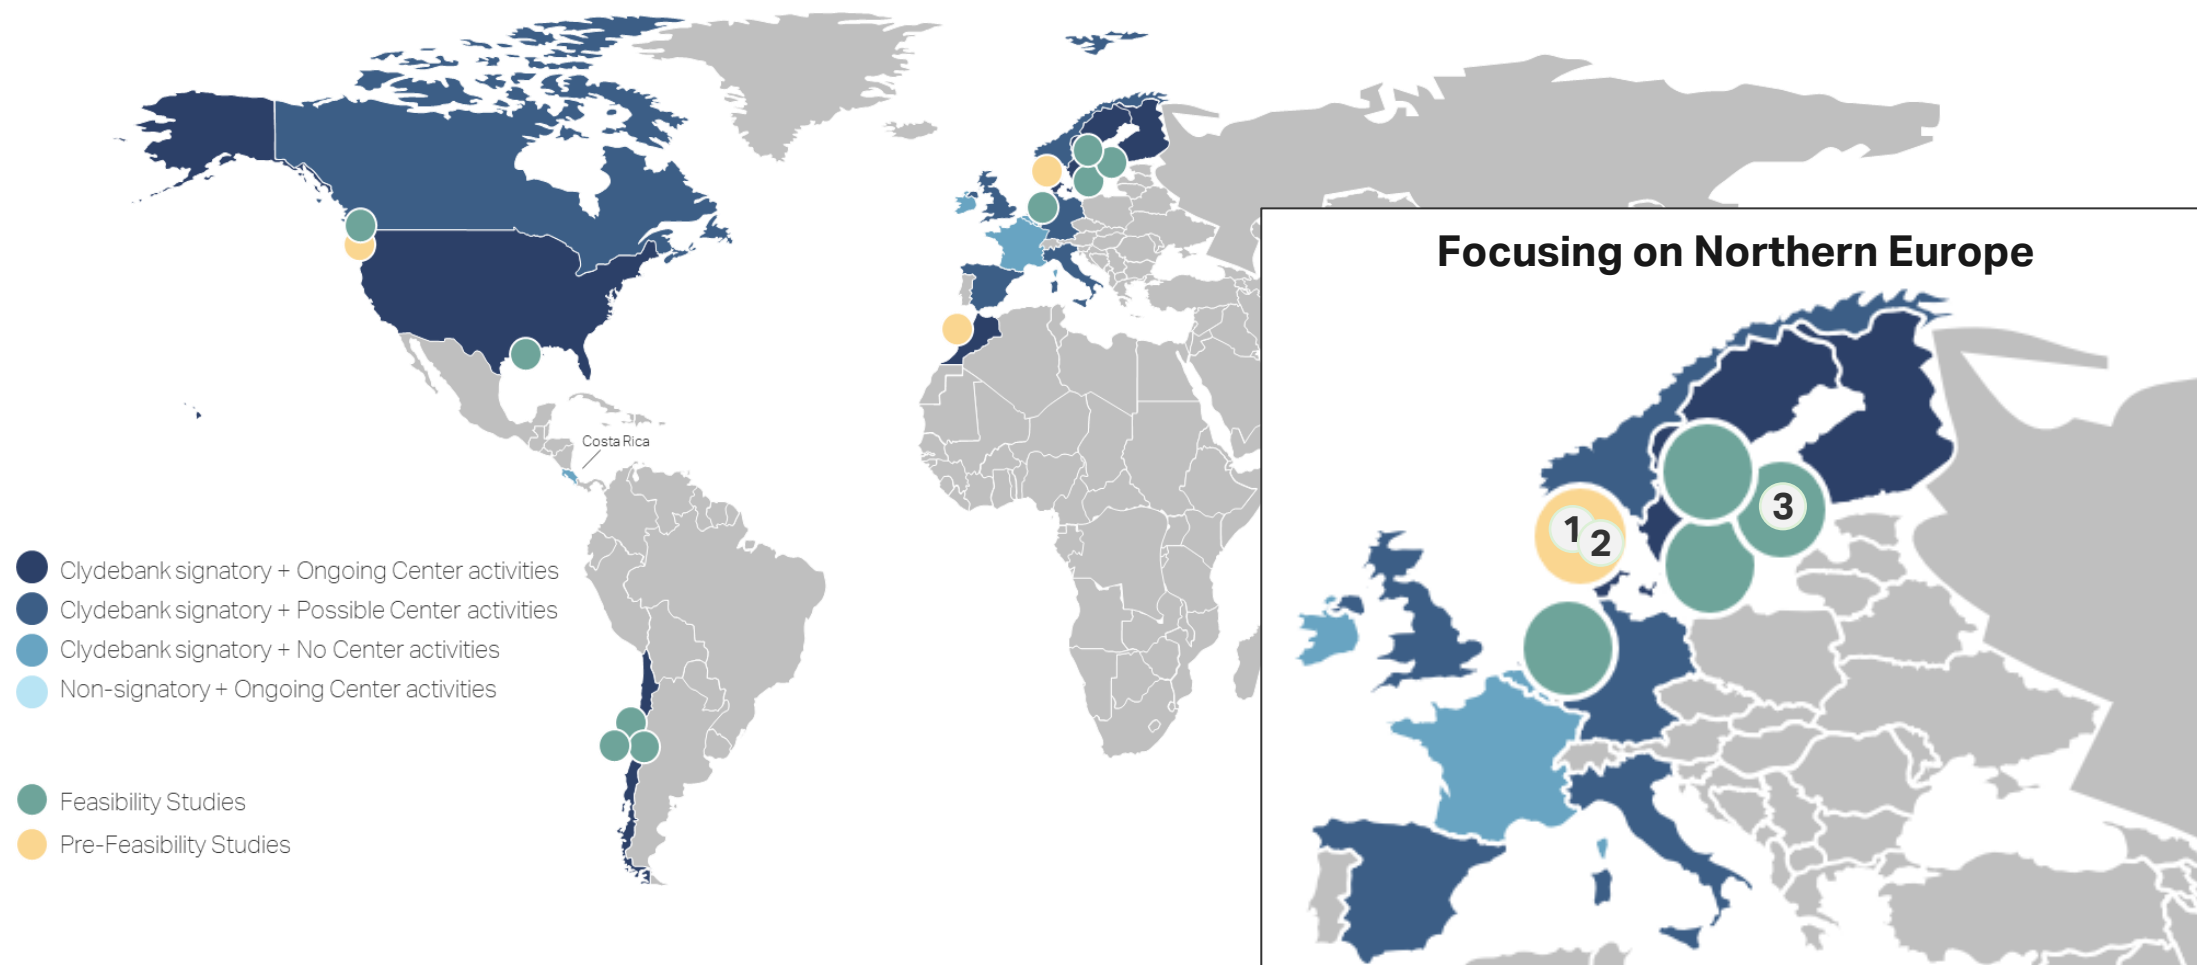 Focusing on Northern Europe
Costa Rica
1
2
3
Clydebank signatory + Ongoing Center activities
Clydebank signatory + Possible Center activities
Clydebank signatory + No Center activities
Non-signatory + Ongoing Center activities
Feasibility Studies
Pre-Feasibility Studies